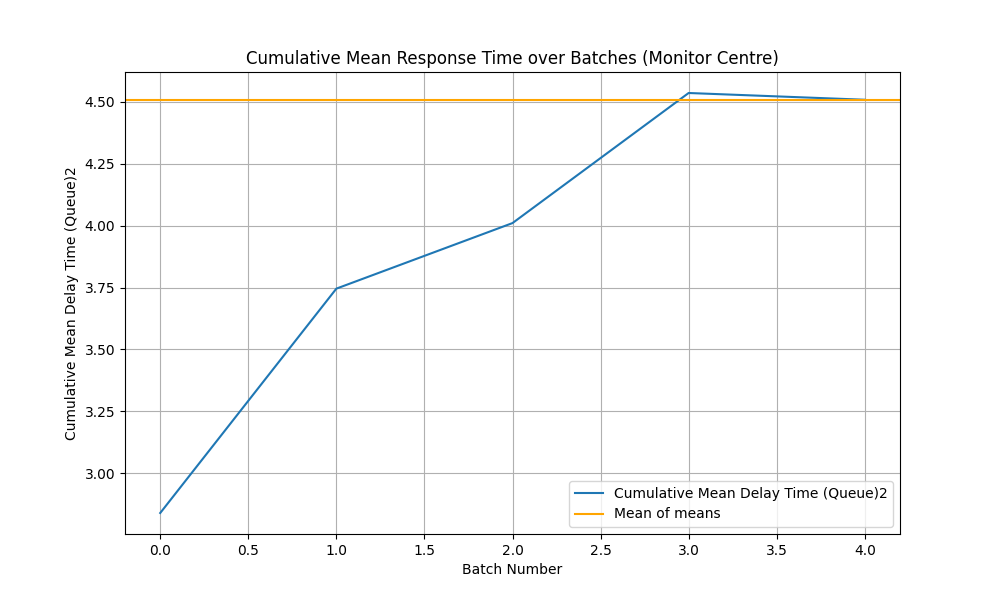 Cumulative Mean Response Time over Batches (Monitor Centre)
Cumulative Mean Delay Time (Queue)2
4.50
4.25
4.00
3.75
3.50
3.25
3.00
Cumulative Mean Delay Time (Queue)2
Mean of means
0.0 0.5 1.0 1.5 2.0 2.5 3.0 3.5 4.0
Batch Number